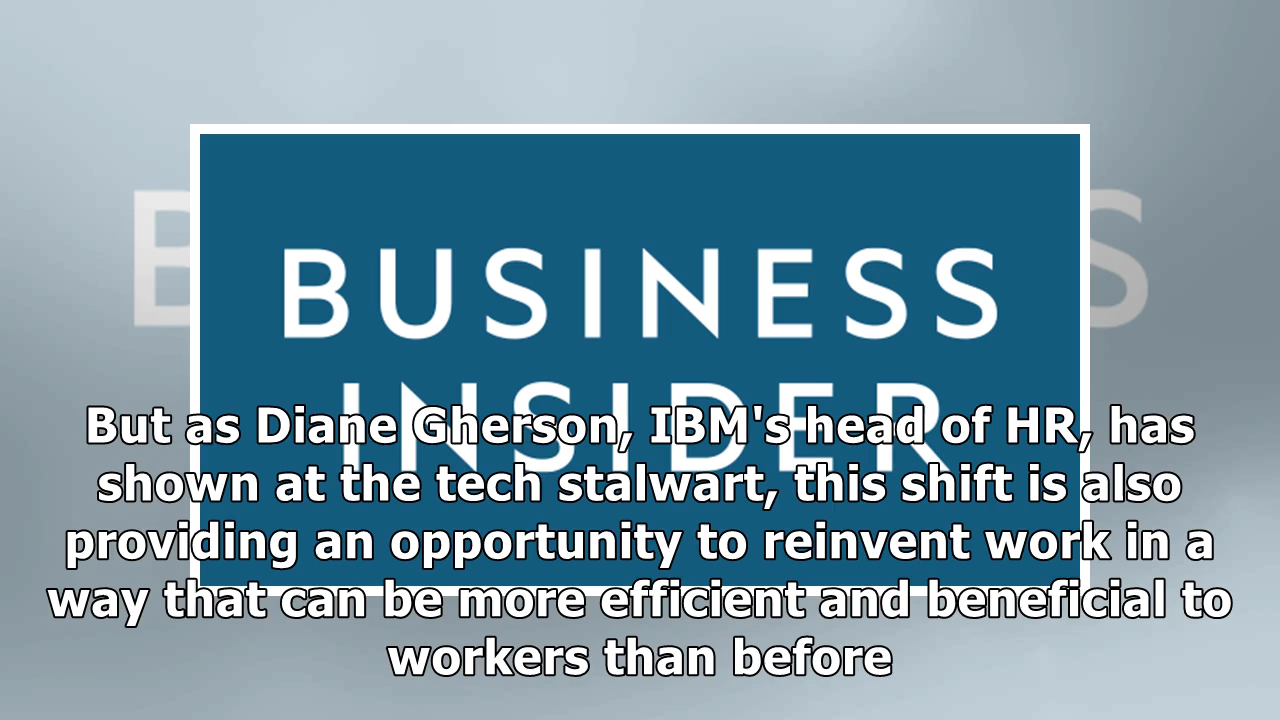 BUSINESS
INSIDER
But as Diane Gherson, IBM's head of HR, has
shown at the tech stalwart, this shift is also
providing an opportunity to reinvent work in a
way that can be more efficient and beneficial to
workers than before